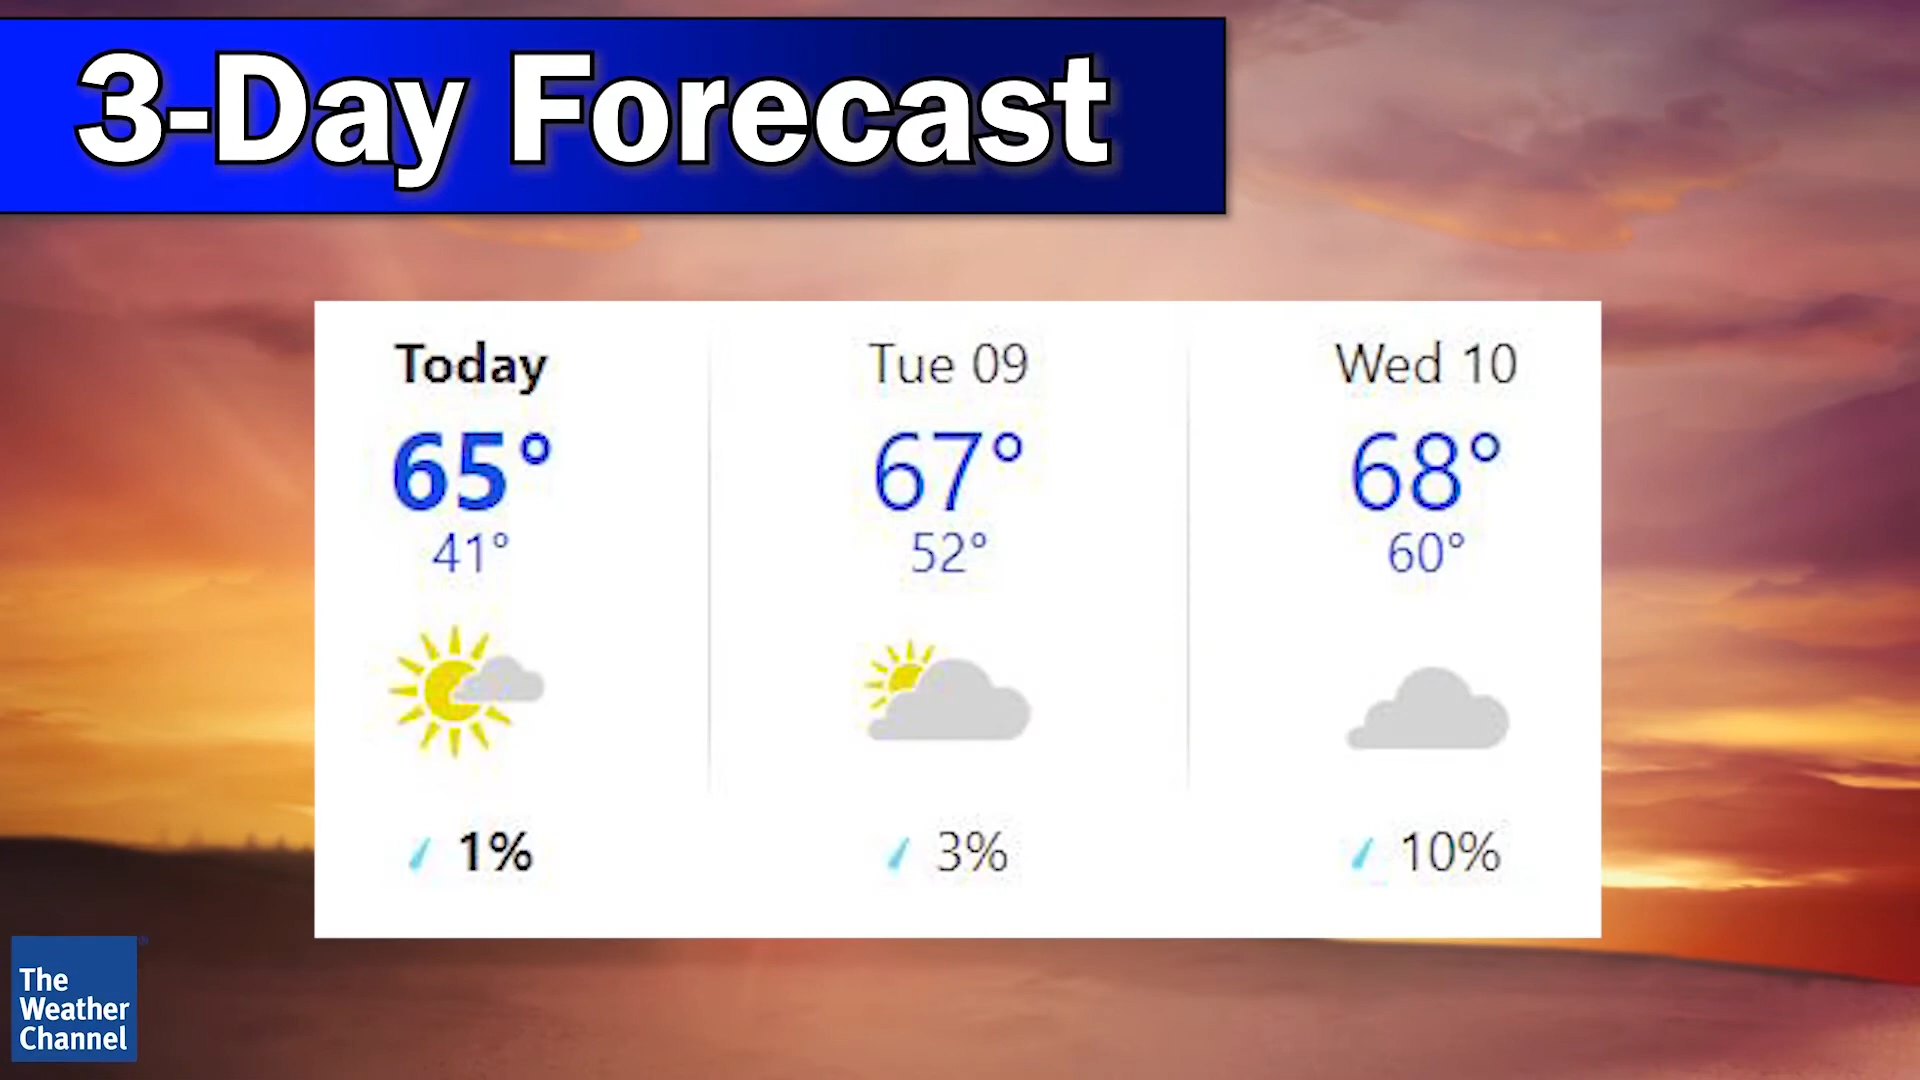 3-Day Forecast
Today
65°
41°
1%
Tue 09
67°
52°
3%
Wed 10
68°
60°
10%
The
Weather
Channel
®